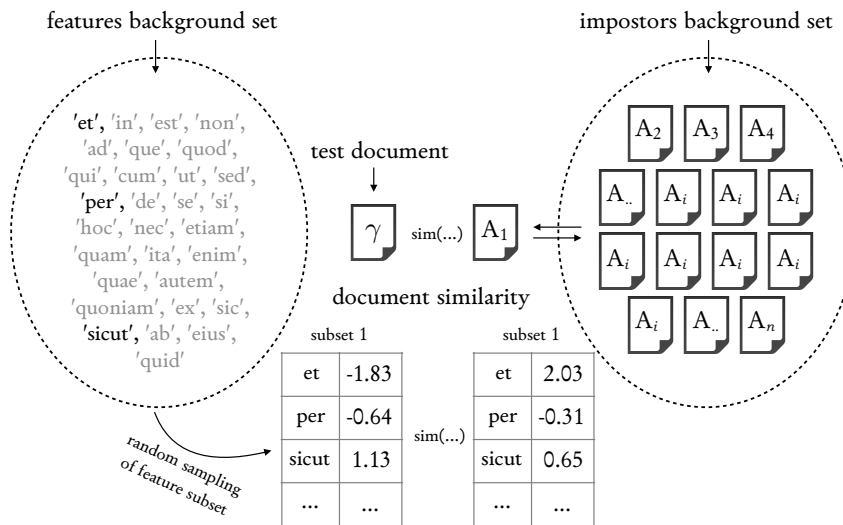 features background set
impostors background set
'et', 'in', 'est', 'non',
'ad', 'que', 'quod',
'qui', 'cum', 'ut', 'sed',
'per', 'de', 'se', 'si',
'hoc', 'nec', 'etiam',
'quam', 'ita', 'enim',
'quae', 'autem',
'quoniam', 'ex', 'sic',
'sicut', 'ab', 'eius',
'quid'
random sampling
of feature subset
test document
γ sim(...) A1
document similarity
subset 1
et -1.83
per -0.64
sicut 1.13
... ...
sim(...)
subset 1
et 2.03
per -0.31
sicut 0.65
... ...
A2 A3 A4
A.. Ai Ai Ai
Ai Ai Ai Ai
Ai A.. An